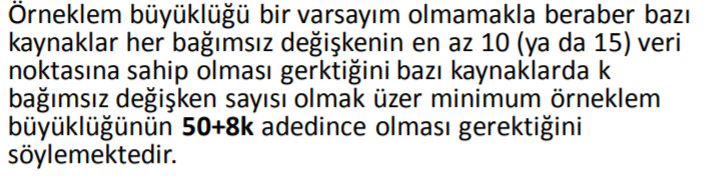 Örneklem büyüklüğü bir varsayım olmamakla beraber bazı
kaynaklar her bağımsız değişkenin en az 10 (ya da 15) veri
noktasına sahip olması gerktiğini bazı kaynaklarda k
bağımsız değişken sayısı olmak üzer minimum örneklem
büyüklüğünün 50+8k adedince olması gerektiğini
söylemektedir.